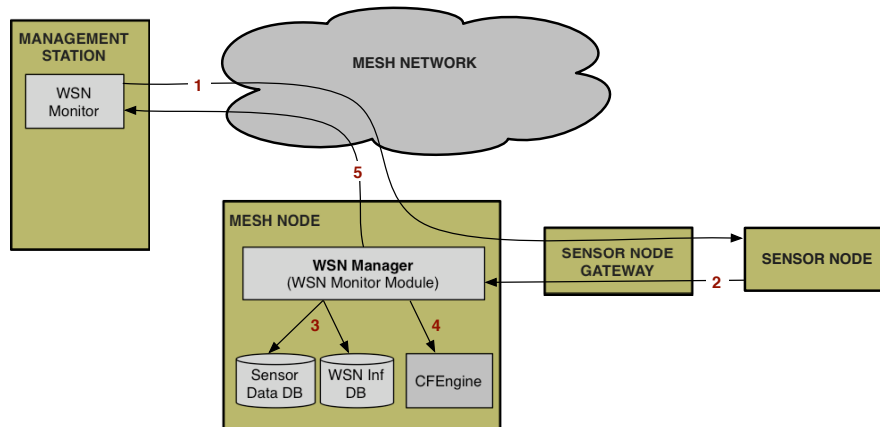 MANAGEMENT
STATION
WSN
Monitor
MESH NETWORK
1
5
MESH NODE
WSN Manager
(WSN Monitor Module)
SENSOR NODE
GATEWAY
SENSOR NODE
2
3
4
Sensor
Data DB
WSN Inf
DB
CFEngine